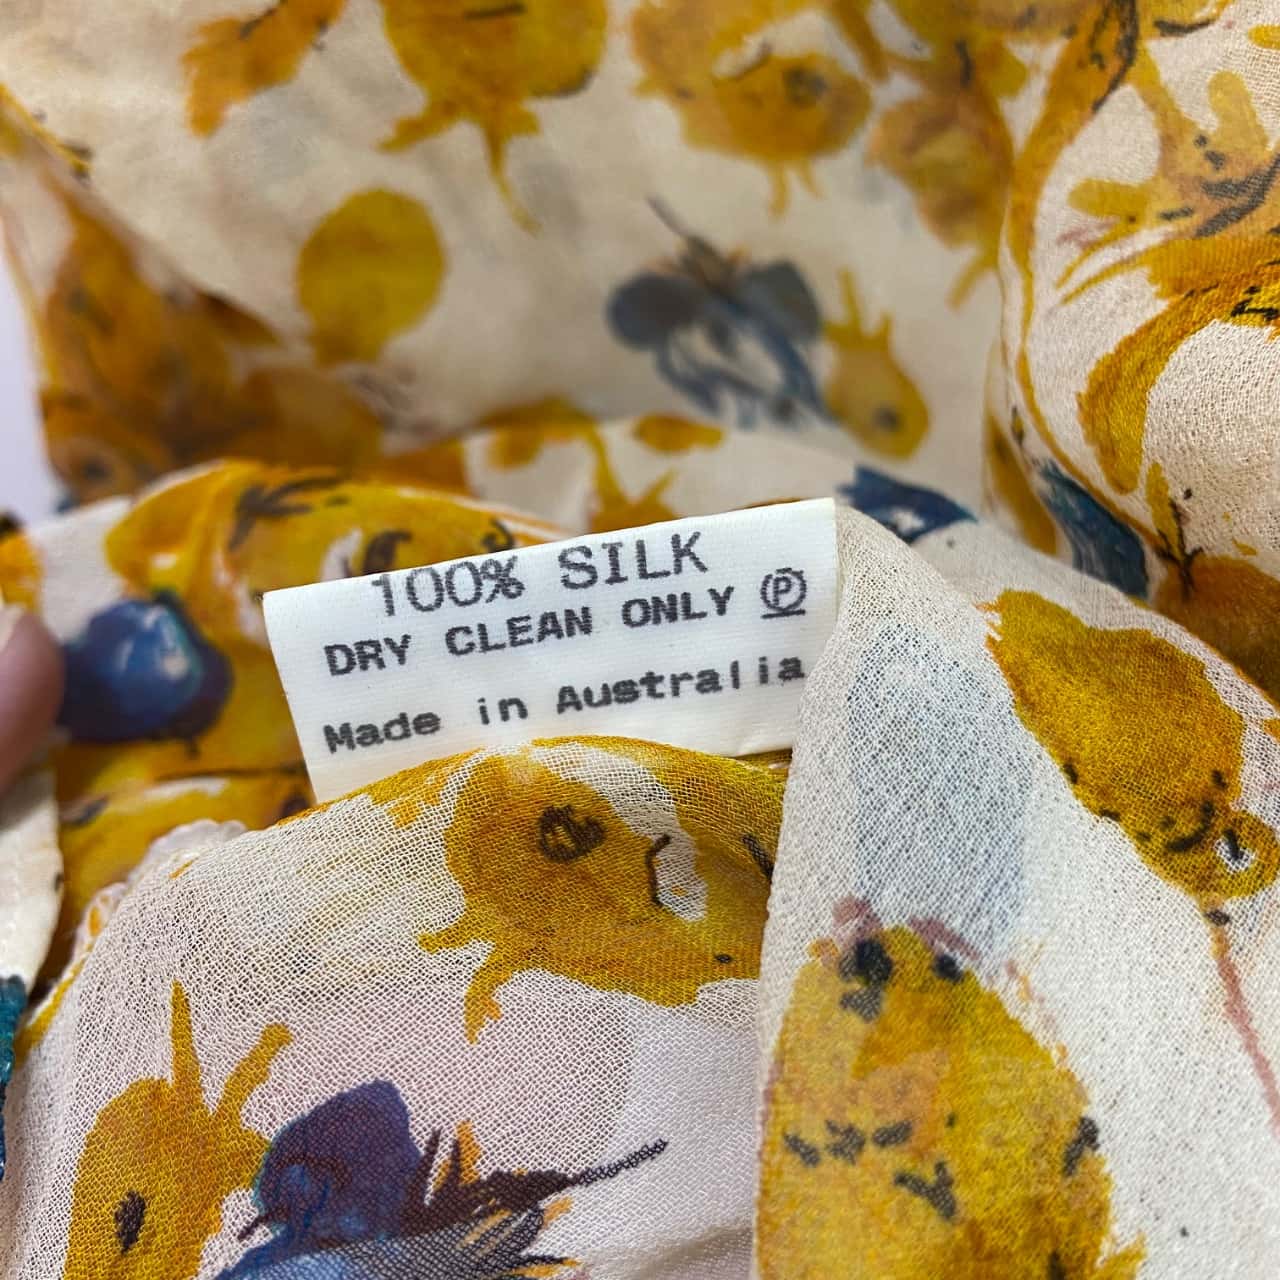 100% SILK
DRY CLEAN ONLY Ⓟ
Made in Australia